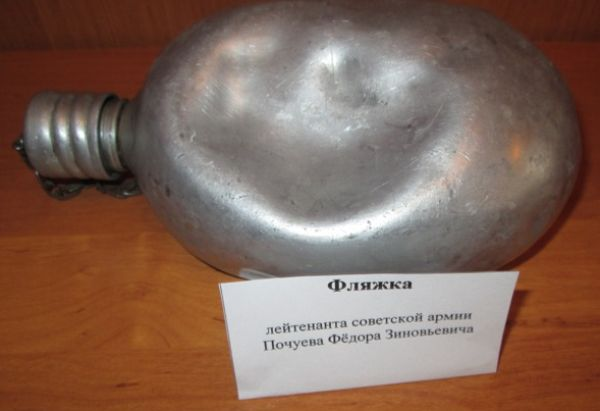 Фляжка
лейтенанта советской армии
Почуева Фёдора Зиновьевича